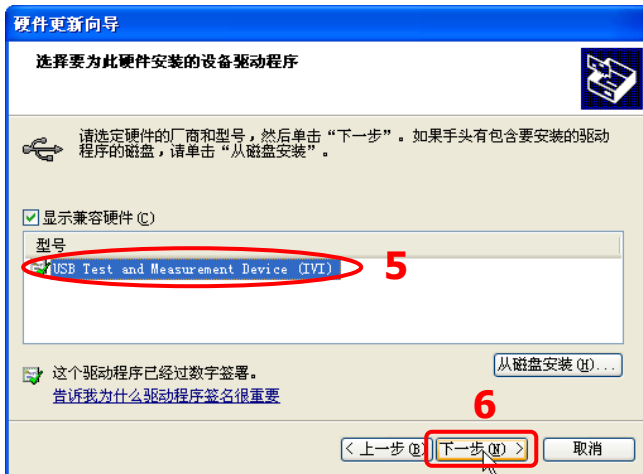 硬件更新向导
选择要为此硬件安装的设备驱动程序
请选定硬件的厂商和型号，然后单击“下一步”。如果手头有包含要安装的驱动
程序的磁盘，请单击“从磁盘安装”。
显示兼容硬件(C)
型号
USB Test and Measurement Device (IVI)
5
这个驱动程序已经过数字签署。
从磁盘安装(H)...
告诉我为什么驱动程序签名很重要
6
< 上一步(B)
下一步(N) >
取消